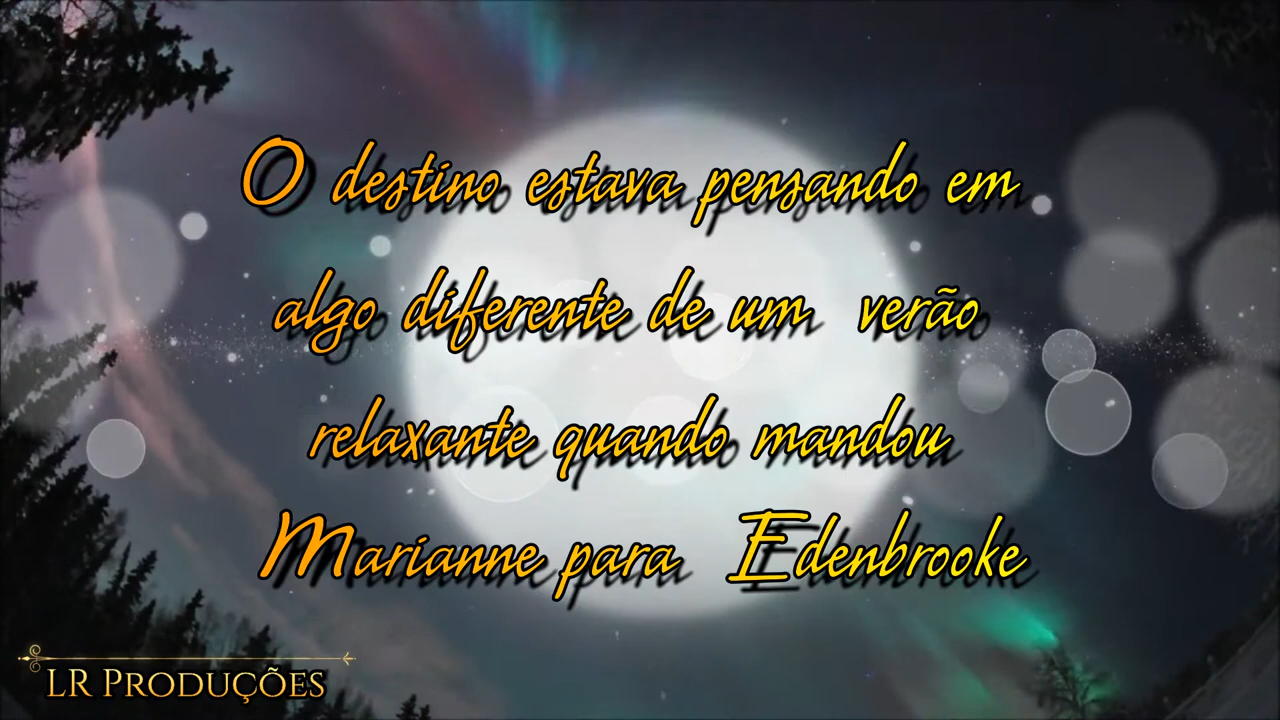 O destino estava pensando em
algo diferente de um verão
relaxante quando mandou
Marianne para Edenbrooke
LR Produções